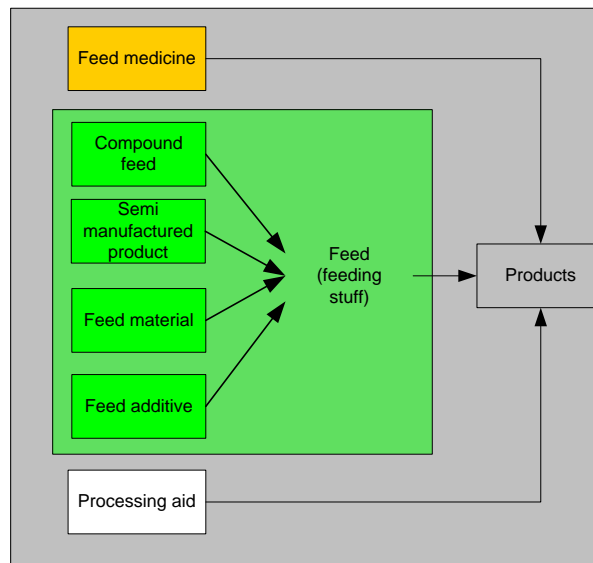 Feed medicine
Compound
feed
Semi
manufactured
product
Feed material
Feed additive
Feed
(feeding
stuff)
Products
Processing aid